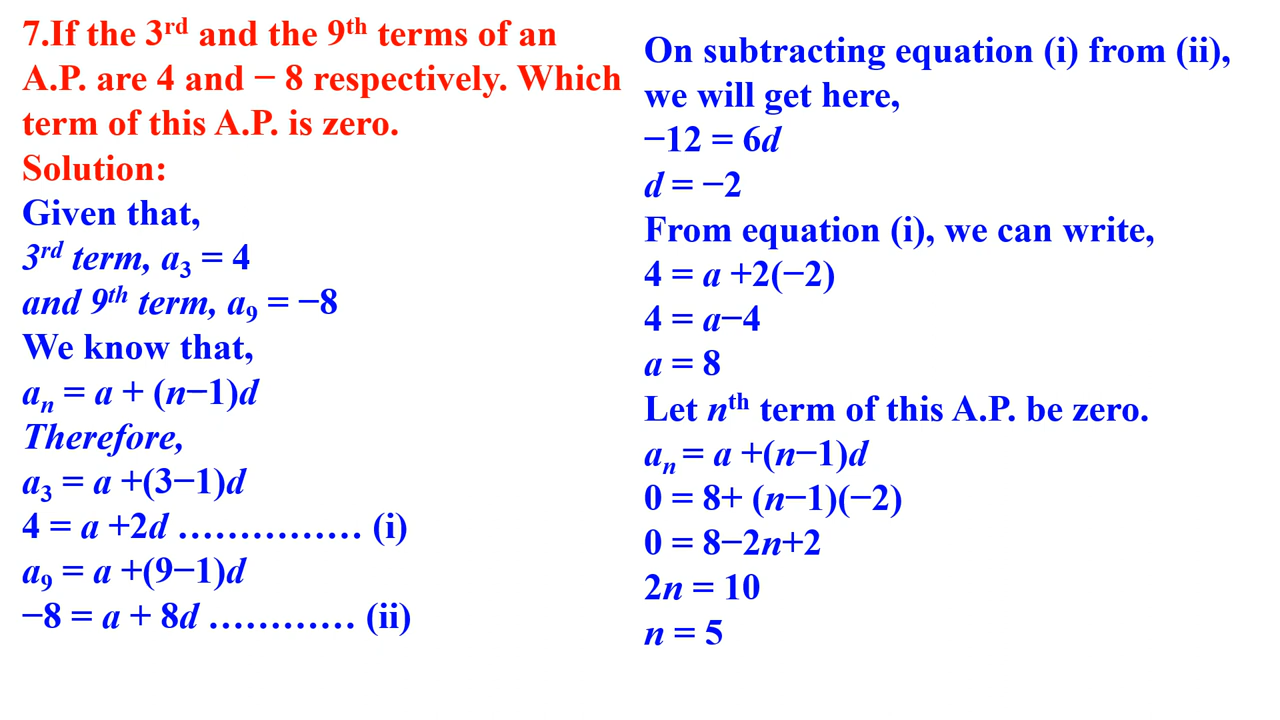 7.If the 3rd and the 9th terms of an
A.P. are 4 and − 8 respectively. Which
term of this A.P. is zero.
Solution:
Given that,
3rd term, a3 = 4
and 9th term, a9 = −8
We know that,
an = a + (n−1)d
Therefore,
a3 = a +(3−1)d
4 = a +2d …………… (i)
a9 = a +(9−1)d
−8 = a + 8d ………… (ii)
On subtracting equation (i) from (ii),
we will get here,
−12 = 6d
d = −2
From equation (i), we can write,
4 = a +2(−2)
4 = a−4
a = 8
Let nth term of this A.P. be zero.
an = a +(n−1)d
0 = 8+ (n−1)(−2)
0 = 8−2n+2
2n = 10
n = 5